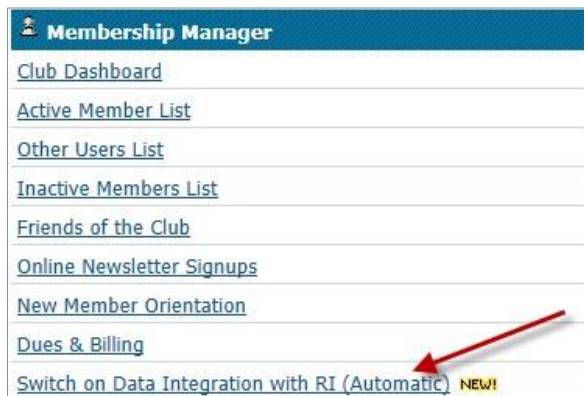 Membership Manager
Club Dashboard
Active Member List
Other Users List
Inactive Members List
Friends of the Club
Online Newsletter Signups
New Member Orientation
Dues & Billing
Switch on Data Integration with RI (Automatic) NEW!